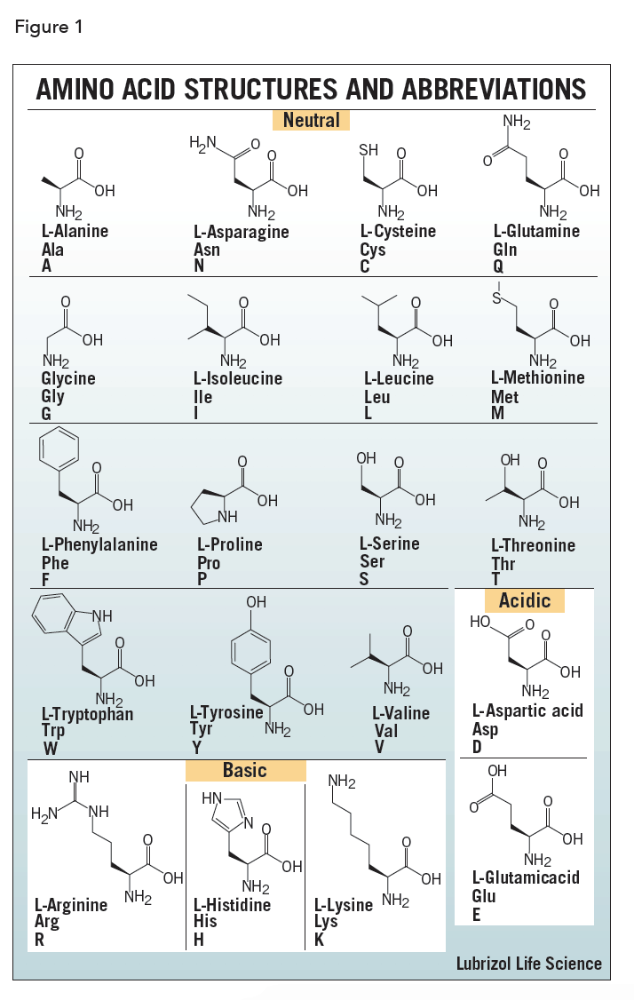 Figure 1
AMINO ACID STRUCTURES AND ABBREVIATIONS
Neutral
O
OH
NH2
L-Alanine
Ala
A
H2N
O
O
OH
NH2
L-Asparagine
Asn
N
SH
O
OH
NH2
L-Cysteine
Cys
C
NH2
O
O
OH
NH2
L-Glutamine
Gln
Q
O
OH
NH2
Glycine
Gly
G
O
OH
NH2
L-Isoleucine
Ile
I
O
OH
NH2
L-Leucine
Leu
L
S
O
OH
NH2
L-Methionine
Met
M
O
OH
NH2
L-Phenylalanine
Phe
F
O
OH
NH
L-Proline
Pro
P
OH
O
OH
NH2
L-Serine
Ser
S
OH
O
OH
NH2
L-Threonine
Thr
T
NH
O
OH
NH2
L-Tryptophan
Trp
W
OH
O
OH
NH2
L-Tyrosine
Tyr
Y
O
OH
NH2
L-Valine
Val
V
Acidic
HO
O
O
OH
NH2
L-Aspartic acid
Asp
D
OH
O
O
OH
NH2
L-Glutamicacid
Glu
E
Basic
NH
H2N
NH
O
OH
NH2
L-Arginine
Arg
R
HN
N
O
OH
NH2
L-Histidine
His
H
NH2
O
OH
NH2
L-Lysine
Lys
K
Lubrizol Life Science